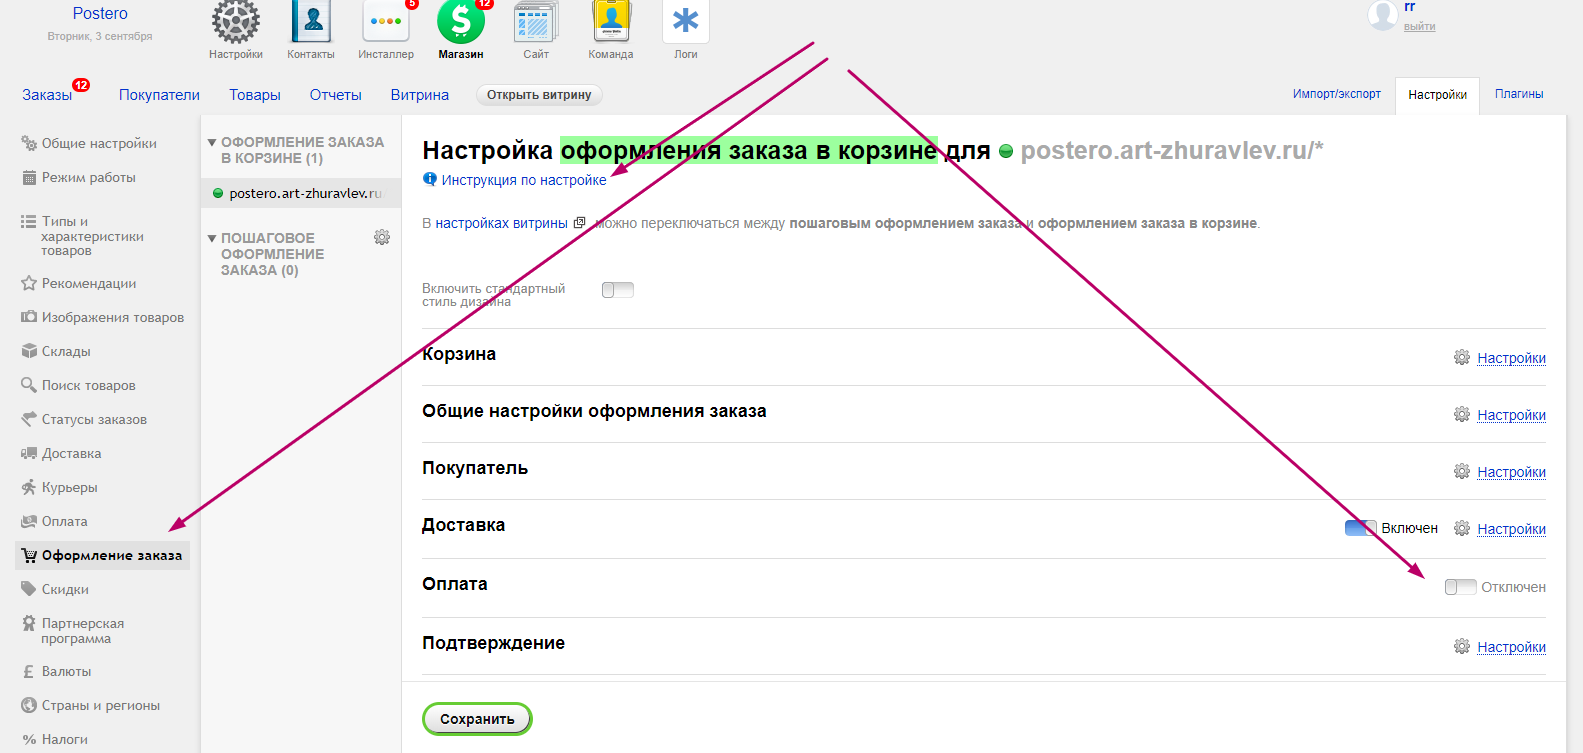 Postero
Вторник, 3 сентября
Настройки
Контакты
5
Инсталлер
12
Магазин
Сайт
Команда
Логи
rr
выйти
Заказы 12
Покупатели
Товары
Отчеты
Витрина
Открыть витрину
Импорт/экспорт
Настройки
Плагины
Общие настройки
Режим работы
Типы и
характеристики
товаров
Рекомендации
Изображения товаров
Склады
Поиск товаров
Статусы заказов
Доставка
Курьеры
Оплата
Оформление заказа
Скидки
Партнерская
программа
Валюты
Страны и регионы
% Налоги
ОФОРМЛЕНИЕ ЗАКАЗА
В КОРЗИНЕ (1)
postero.art-zhuravlev.ru
ПОШАГОВОЕ
ОФОРМЛЕНИЕ
ЗАКАЗА (0)
Настройка оформления заказа в корзине для postero.art-zhuravlev.ru/*
Инструкция по настройке
В настройках витрины можно переключаться между пошаговым оформлением заказа и оформлением заказа в корзине.
Включить стандартный
стиль дизайна
Корзина
Настройки
Общие настройки оформления заказа
Настройки
Покупатель
Настройки
Доставка
Включен
Настройки
Оплата
Отключен
Подтверждение
Настройки
Сохранить